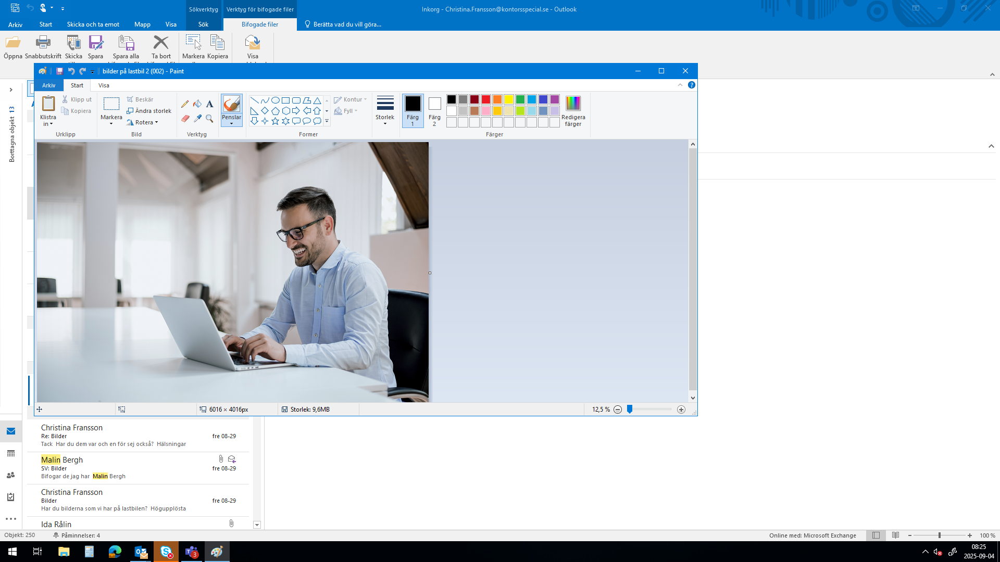 Sökverktyg
Verktyg för bifogade filer
Inkorg - Christina.Fransson@kontorsspecial.se - Outlook
Arkiv
Start
Skicka och ta emot
Mapp
Visa
Sök
Bifogade filer
Berätta vad du vill göra...
Öppna
Snabbutskrift
Skicka
Spara
Spara alla
Ta bort
Markera
Kopiera
Visa
bilder på lastbil 2 (002) - Paint
Arkiv
Start
Visa
Klistra in
Klipp ut
Kopiera
Urklipp
Markera
Beskär
Ändra storlek
Rotera
Bild
Verktyg
Penslar
Kontur
Fyll
Former
Storlek
Färg 1
Färg 2
Redigera färger
Färger
Borttagna objekt 13
6016 × 4016px
Storlek: 9,6MB
12,5 %
Christina Fransson
Re: Bilder
fre 08-29
Tack Har du dem var och en för sej också? Hälsningar
Malin Bergh
SV: Bilder
fre 08-29
Bifogar de jag har Malin Bergh
Christina Fransson
Bilder
fre 08-29
Har du bilderna som vi har på lastbilen? Högupplösta
Ida Rålin
Objekt: 250
Påminnelser: 4
Online med: Microsoft Exchange
100 %
3
08:25
2025-09-04